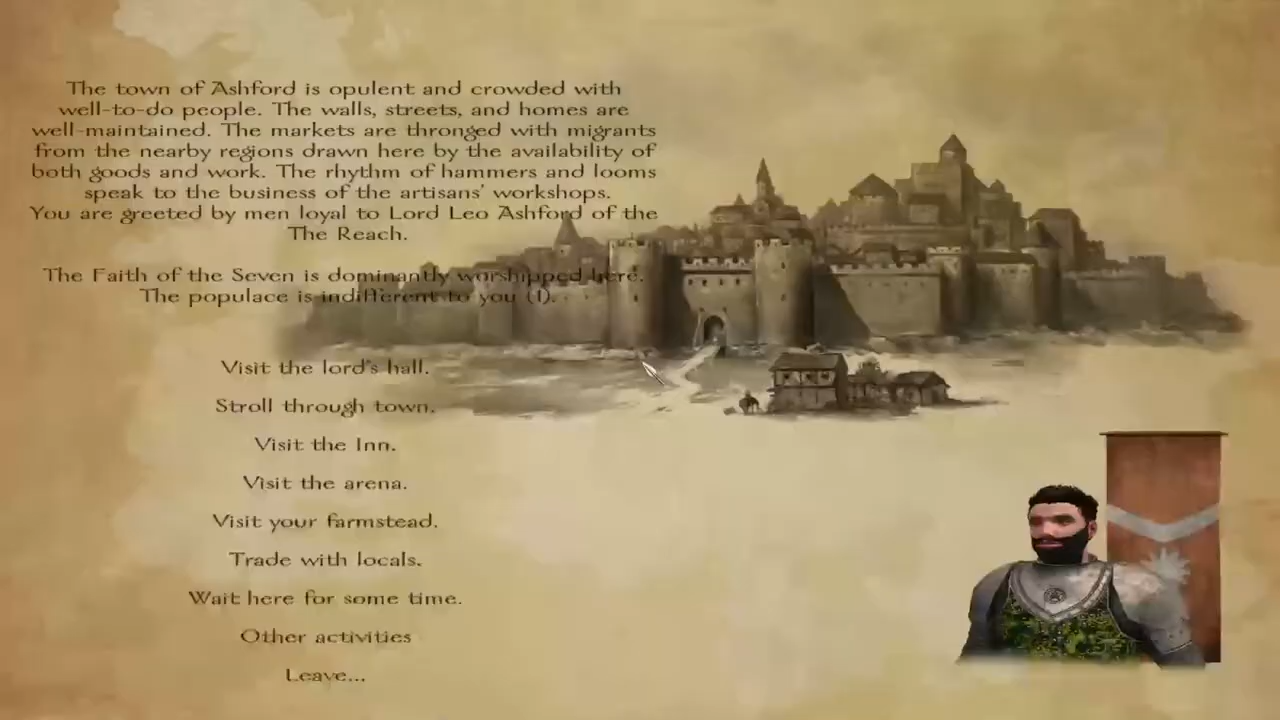 The town of Ashford is opulent and crowded with
well-to-do people. The walls, streets, and homes are
well-maintained. The markets are thronged with migrants
from the nearby regions drawn here by the availability of
both goods and work. The rhythm of hammers and looms
speak to the business of the artisans' workshops.
You are greeted by men loyal to Lord Leo Ashford of the
The Reach.
The Faith of the Seven is dominantly worshipped here.
The populace is indifferent to you (1).
Visit the lord's hall.
Stroll through town.
Visit the Inn.
Visit the arena.
Visit your farmstead.
Trade with locals.
Wait here for some time.
Other activities
Leave...